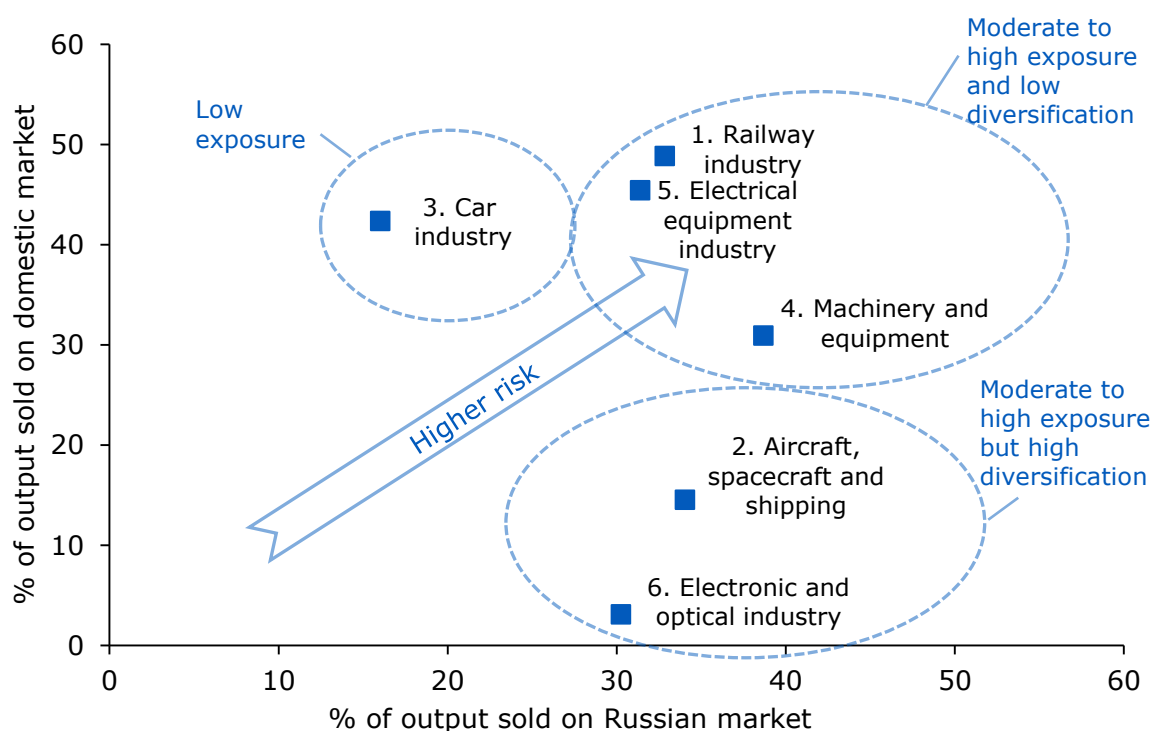 % of output sold on domestic market
60
50
40
30
20
10
0
Low
exposure
Moderate to
high exposure
and low
diversification
1. Railway
industry
5. Electrical
equipment
industry
3. Car
industry
4. Machinery and
equipment
Higher risk
Moderate to
high exposure
but high
diversification
2. Aircraft,
spacecraft and
shipping
6. Electronic and
optical industry
0
10
20
30
40
50
60
% of output sold on Russian market